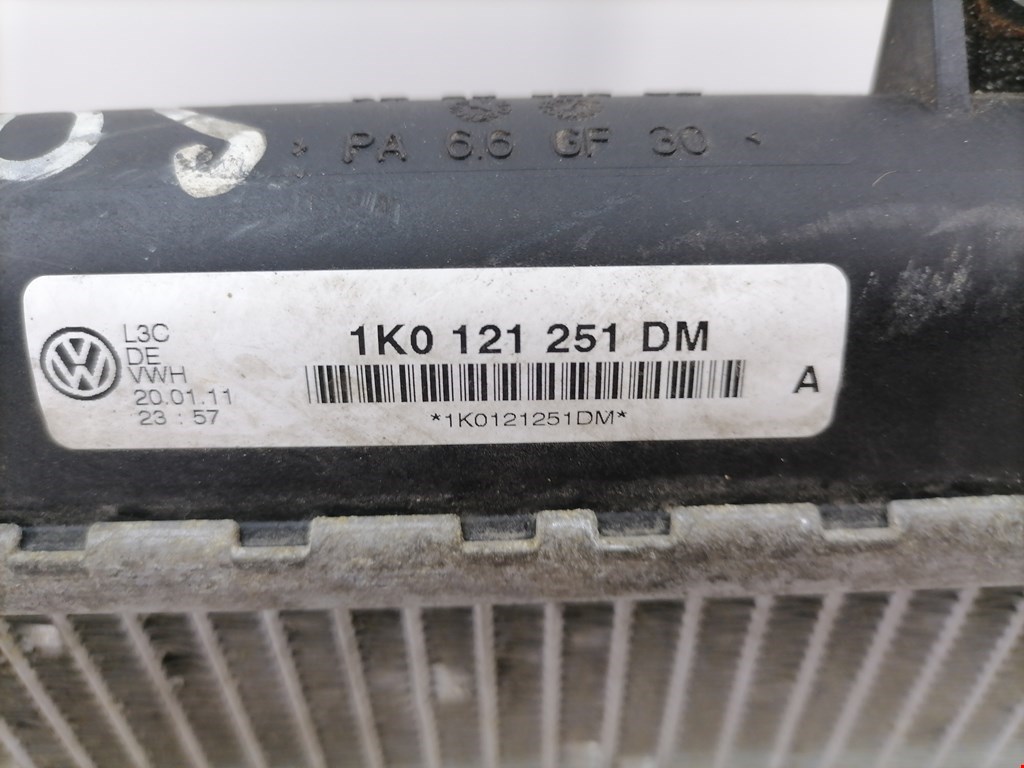 > PA 6.6 GF 30 <
L3C
DE
VWH
20.01.11
23 : 57
1K0 121 251 DM
*1K0121251DM*
A